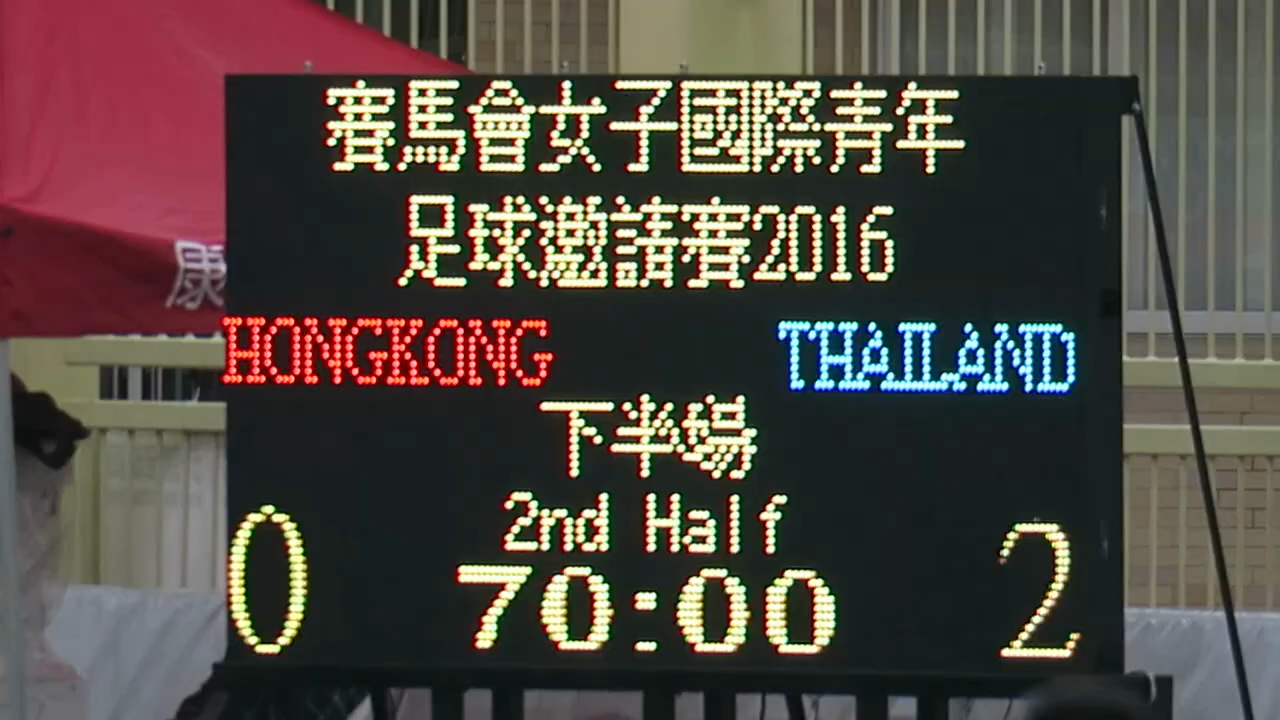 賽馬會女子國際青年
足球邀請賽2016
康
HONGKONG THAILAND
下半場
2nd Half
0 70:00 2